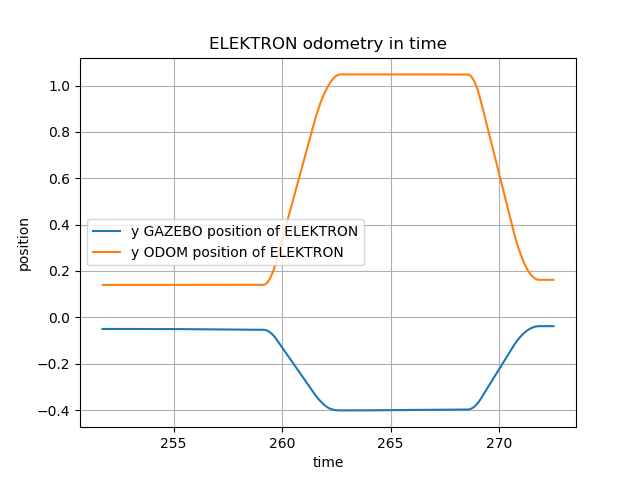 ELEKTRON odometry in time
position
1.0
0.8
0.6
0.4
0.2
0.0
−0.2
−0.4
y GAZEBO position of ELEKTRON
y ODOM position of ELEKTRON
255
260
265
270
time